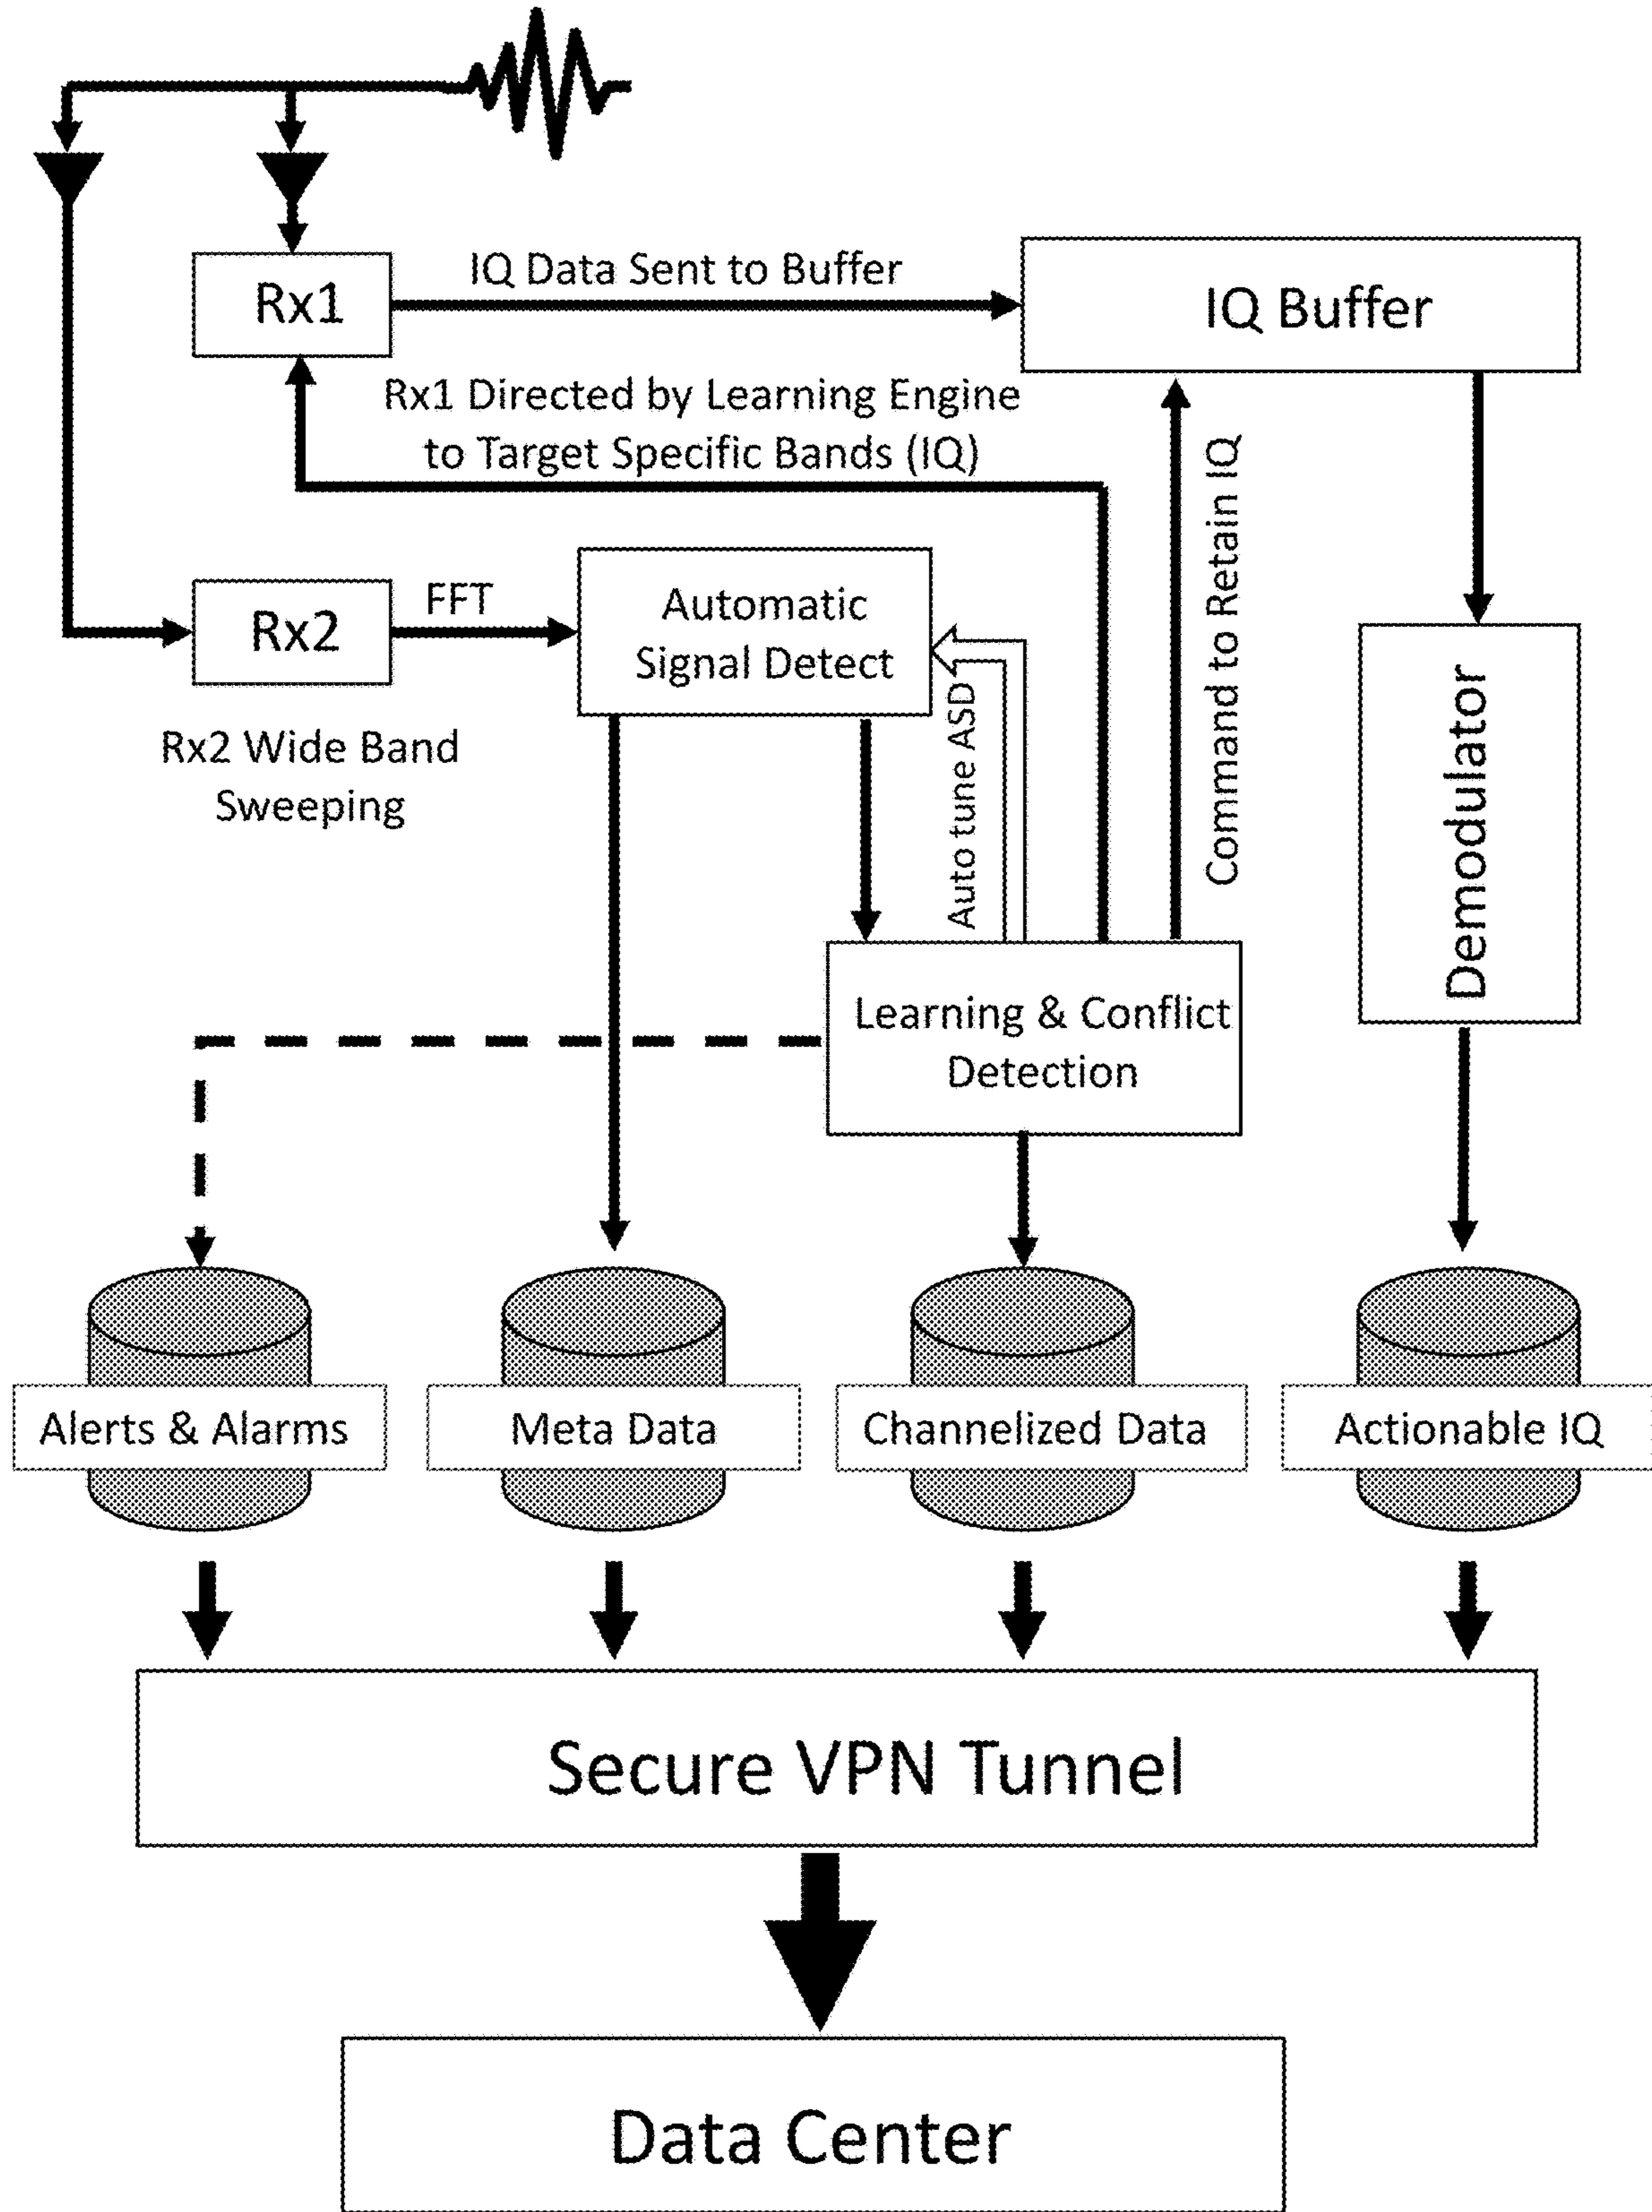 Rx1
IQ Data Sent to Buffer
IQ Buffer
Rx1 Directed by Learning Engine
to Target Specific Bands (IQ)
Command to Retain IQ
Rx2
FFT
Automatic
Signal Detect
Rx2 Wide Band
Sweeping
Auto tune ASD
Demodulator
Learning & Conflict
Detection
Alerts & Alarms
Meta Data
Channelized Data
Actionable IQ
Secure VPN Tunnel
Data Center